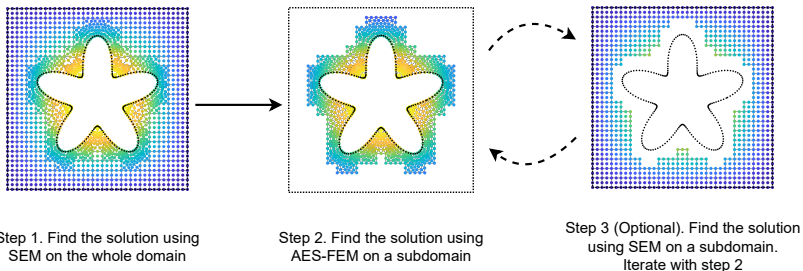 Step 1. Find the solution using
SEM on the whole domain
Step 2. Find the solution using
AES-FEM on a subdomain
Step 3 (Optional). Find the solution
using SEM on a subdomain.
Iterate with step 2